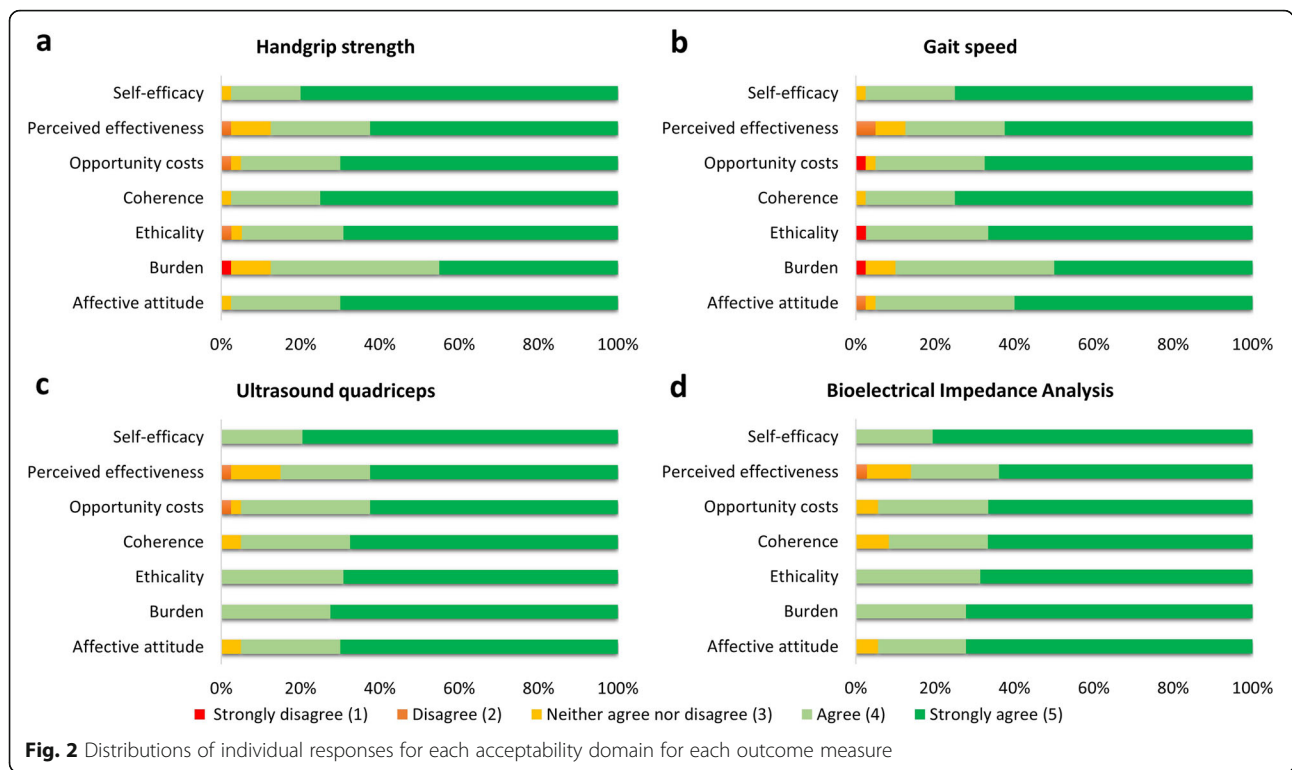 a
Handgrip strength
Self-efficacy
Perceived effectiveness
Opportunity costs
Coherence
Ethicality
Burden
Affective attitude
0% 20% 40% 60% 80% 100%
b
Gait speed
Self-efficacy
Perceived effectiveness
Opportunity costs
Coherence
Ethicality
Burden
Affective attitude
0% 20% 40% 60% 80% 100%
c
Ultrasound quadriceps
Self-efficacy
Perceived effectiveness
Opportunity costs
Coherence
Ethicality
Burden
Affective attitude
0% 20% 40% 60% 80% 100%
d
Bioelectrical Impedance Analysis
Self-efficacy
Perceived effectiveness
Opportunity costs
Coherence
Ethicality
Burden
Affective attitude
0% 20% 40% 60% 80% 100%
Strongly disagree (1) Disagree (2) Neither agree nor disagree (3) Agree (4) Strongly agree (5)
Fig. 2 Distributions of individual responses for each acceptability domain for each outcome measure